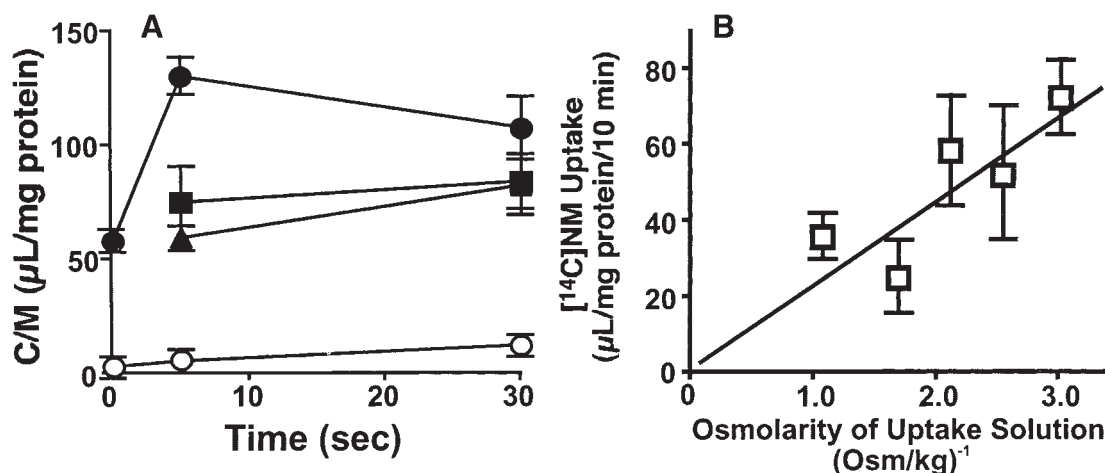 A
C/M (µL/mg protein)
150
100
50
0
0
10
20
30
Time (sec)
B
[¹⁴C]NM Uptake
(µL/mg protein/10 min)
80
60
40
20
0
0
1.0
2.0
3.0
Osmolarity of Uptake Solution
(Osm/kg)⁻¹